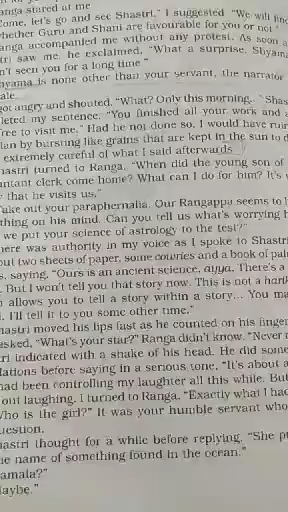 anga stared at me
"Come, let's go and see Shastri," I suggested "We will find
whether Guru and Shani are favourable for you or not
anga accompanied me without any protest. As soon a
tri saw me. he exclaimed, "What a surprise, Shyama
n't seen you for a long time."
hyama is none other than your servant, the narrator
ale.
got angry and shouted, "What? Only this morning..." Shas
leted my sentence, "You finished all your work and a
free to visit me." Had he not done so, I would have ruin
lan by bursting like grains that are kept in the sun to d
extremely careful of what I said afterwards
hastri turned to Ranga. "When did the young son of
untant clerk come home? What can I do for him? It's
that he visits us."
ake out your paraphernalia. Our Rangappa seems to h
thing on his mind. Can you tell us what's worrying h
we put your science of astrology to the test?"
here was authority in my voice as I spoke to Shastri
out two sheets of paper, some cowries and a book of pal
s, saying, "Ours is an ancient science, ayya. There's a
. But I won't tell you that story now. This is not a harik
h allows you to tell a story within a story... You ma
. I'll tell it to you some other time."
hastri moved his lips fast as he counted on his finger
asked, "What's your star?" Ranga didn't know. "Never m
tri indicated with a shake of his head. He did some
lations before saying in a serious tone, "It's about a
had been controlling my laughter all this while. But
out laughing. I turned to Ranga. "Exactly what I had
Who is the girl?" It was your humble servant who
uestion.
hastri thought for a while before replying. "She p
he name of something found in the ocean."
amala?"
aybe."